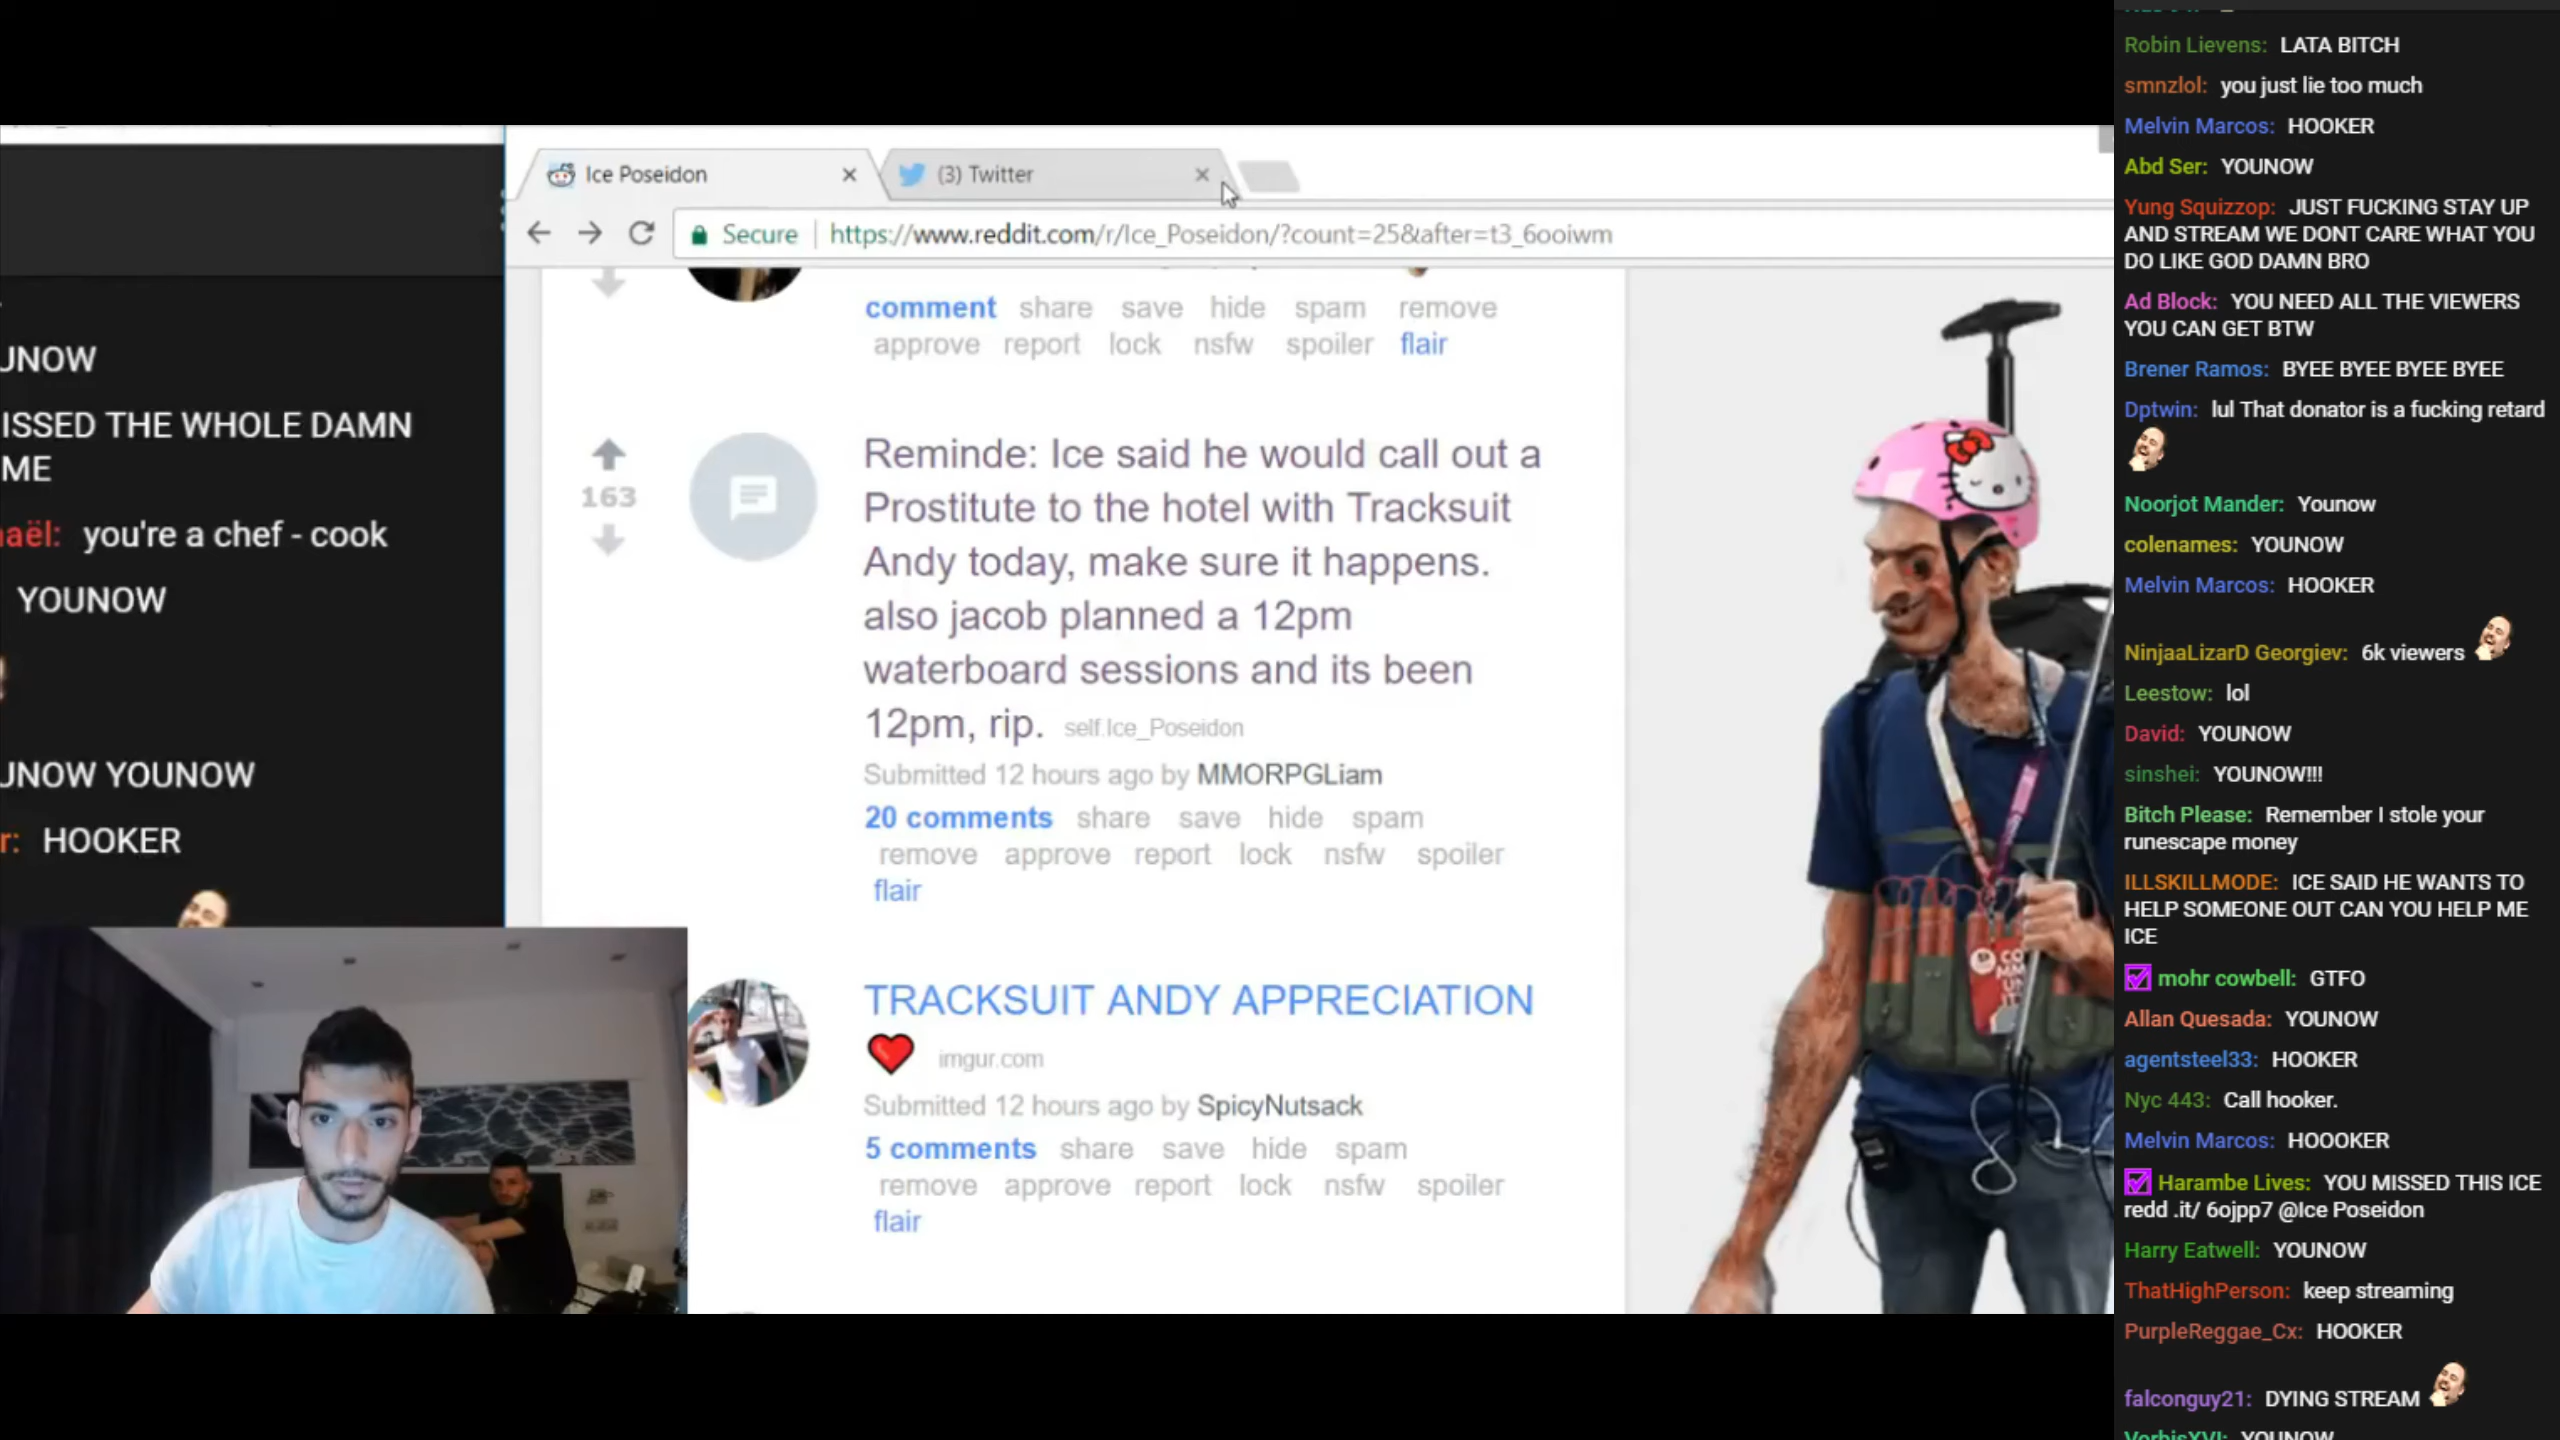 JNOW
ISSED THE WHOLE DAMN
ME
aël: you're a chef - cook
YOUNOW
JNOW YOUNOW
r: HOOKER
Ice Poseidon
(3) Twitter
Secure
https://www.reddit.com/r/Ice_Poseidon/?count=25&after=t3_6ooiwm
comment share save hide spam remove
approve report lock nsfw spoiler flair
163
Reminde: Ice said he would call out a
Prostitute to the hotel with Tracksuit
Andy today, make sure it happens.
also jacob planned a 12pm
waterboard sessions and its been
12pm, rip. self.Ice_Poseidon
Submitted 12 hours ago by MMORPGLiam
20 comments share save hide spam
remove approve report lock nsfw spoiler
flair
TRACKSUIT ANDY APPRECIATION
❤ imgur.com
Submitted 12 hours ago by SpicyNutsack
5 comments share save hide spam
remove approve report lock nsfw spoiler
flair
CO
MM
Robin Lievens: LATA BITCH
smnzlol: you just lie too much
Melvin Marcos: HOOKER
Abd Ser: YOUNOW
Yung Squizzop: JUST FUCKING STAY UP
AND STREAM WE DONT CARE WHAT YOU
DO LIKE GOD DAMN BRO
Ad Block: YOU NEED ALL THE VIEWERS
YOU CAN GET BTW
Brener Ramos: BYEE BYEE BYEE BYEE
Dptwin: lul That donator is a fucking retard
Noorjot Mander: Younow
colenames: YOUNOW
Melvin Marcos: HOOKER
NinjaaLizarD Georgiev: 6k viewers
Leestow: lol
David: YOUNOW
sinshei: YOUNOW!!!
Bitch Please: Remember I stole your
runescape money
ILLSKILLMODE: ICE SAID HE WANTS TO
HELP SOMEONE OUT CAN YOU HELP ME
ICE
mohr cowbell: GTFO
Allan Quesada: YOUNOW
agentsteel33: HOOKER
Nyc 443: Call hooker.
Melvin Marcos: HOOOKER
Harambe Lives: YOU MISSED THIS ICE
redd .it/ 6ojpp7 @Ice Poseidon
Harry Eatwell: YOUNOW
ThatHighPerson: keep streaming
PurpleReggae_Cx: HOOKER
falconguy21: DYING STREAM
VorbisXVI: YOUNOW